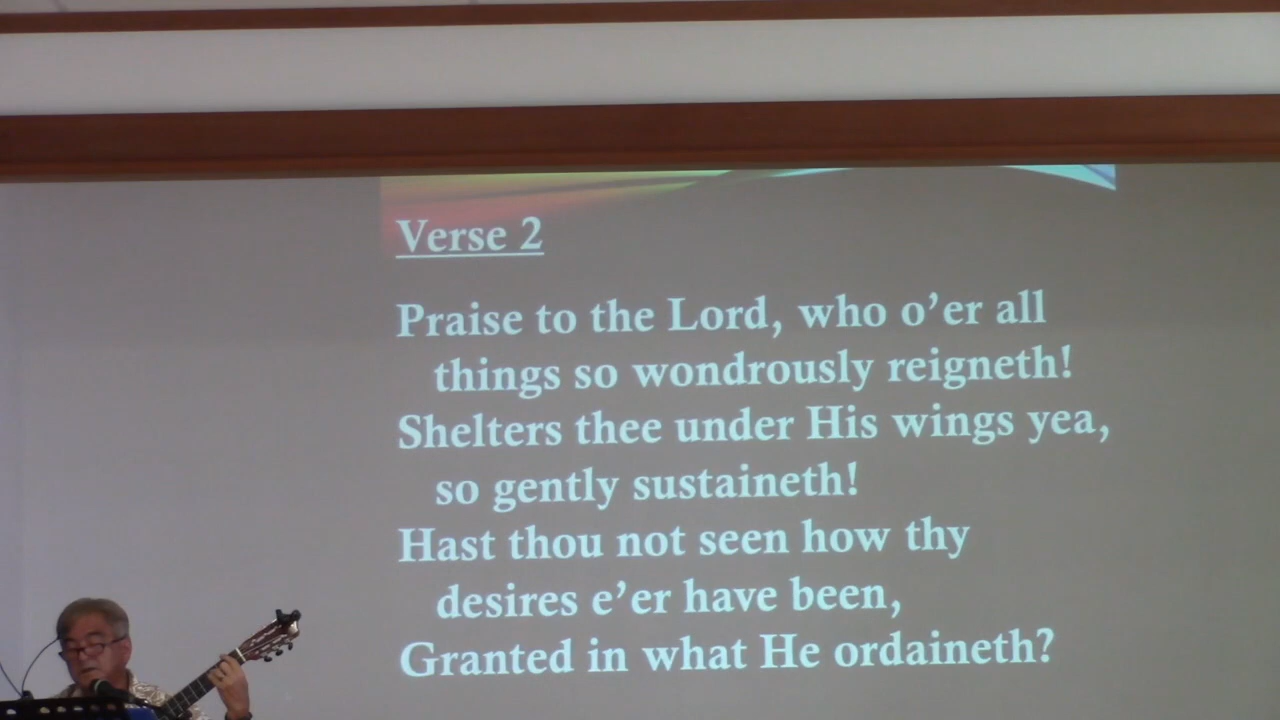 Verse 2
Praise to the Lord, who o’er all
things so wondrously reigneth!
Shelters thee under His wings yea,
so gently sustaineth!
Hast thou not seen how thy
desires e’er have been,
Granted in what He ordaineth?